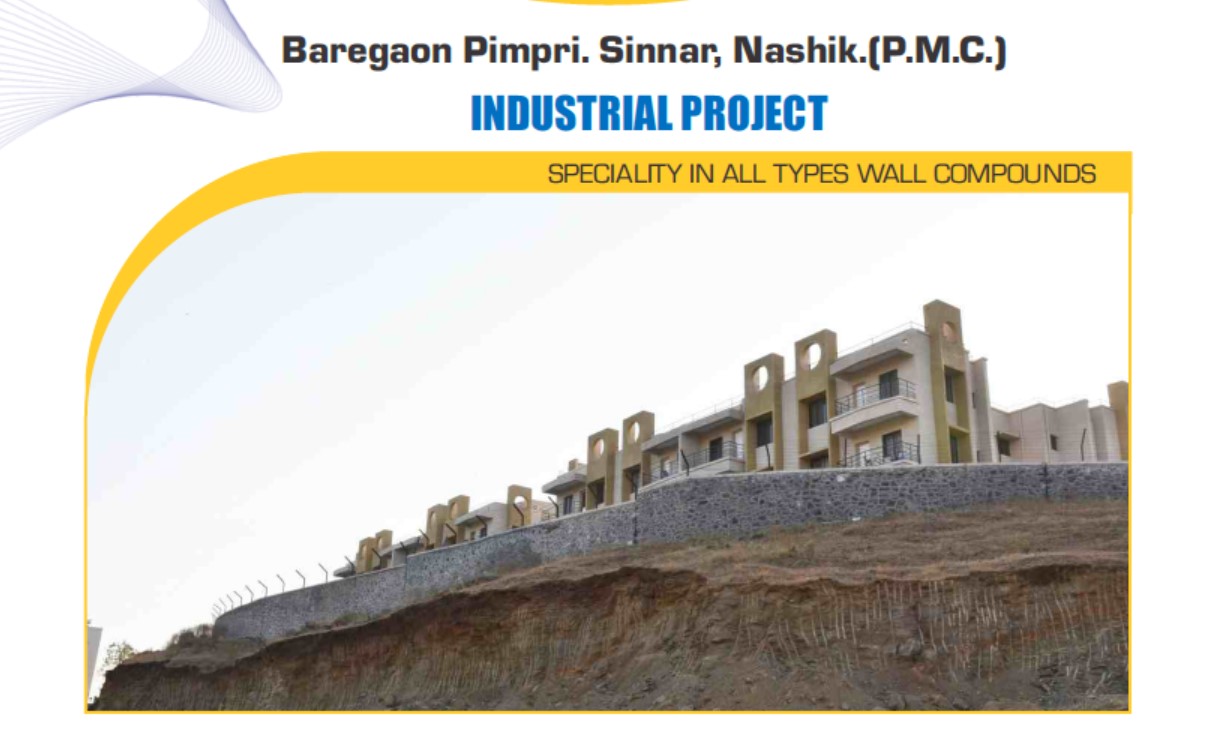 Baregaon Pimpri. Sinnar, Nashik.(P.M.C.)
INDUSTRIAL PROJECT
SPECIALITY IN ALL TYPES WALL COMPOUNDS